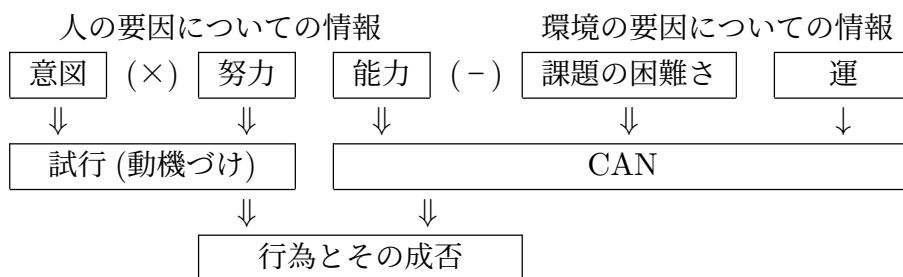 人の要因についての情報 環境の要因についての情報
意図 (×) 努力 能力 (−) 課題の困難さ 運
⇓ ⇓ ⇓ ⇓ ↓
試行 (動機づけ) CAN
⇓ ⇓
行為とその成否